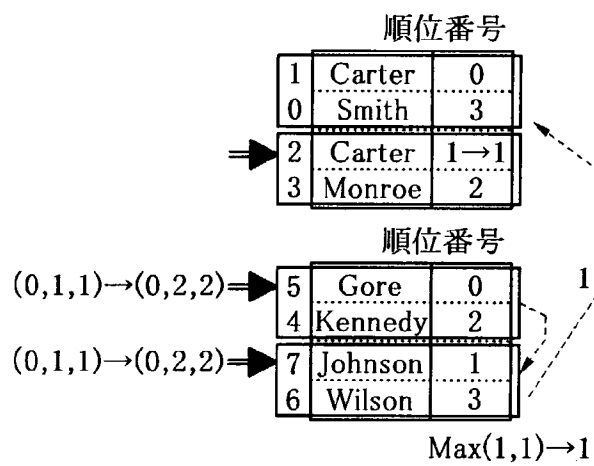 順位番号
1 Carter 0
0 Smith 3
2 Carter 1→1
3 Monroe 2
順位番号
(0,1,1)→(0,2,2) 5 Gore 0 1
4 Kennedy 2
(0,1,1)→(0,2,2) 7 Johnson 1
6 Wilson 3
Max(1,1)→1